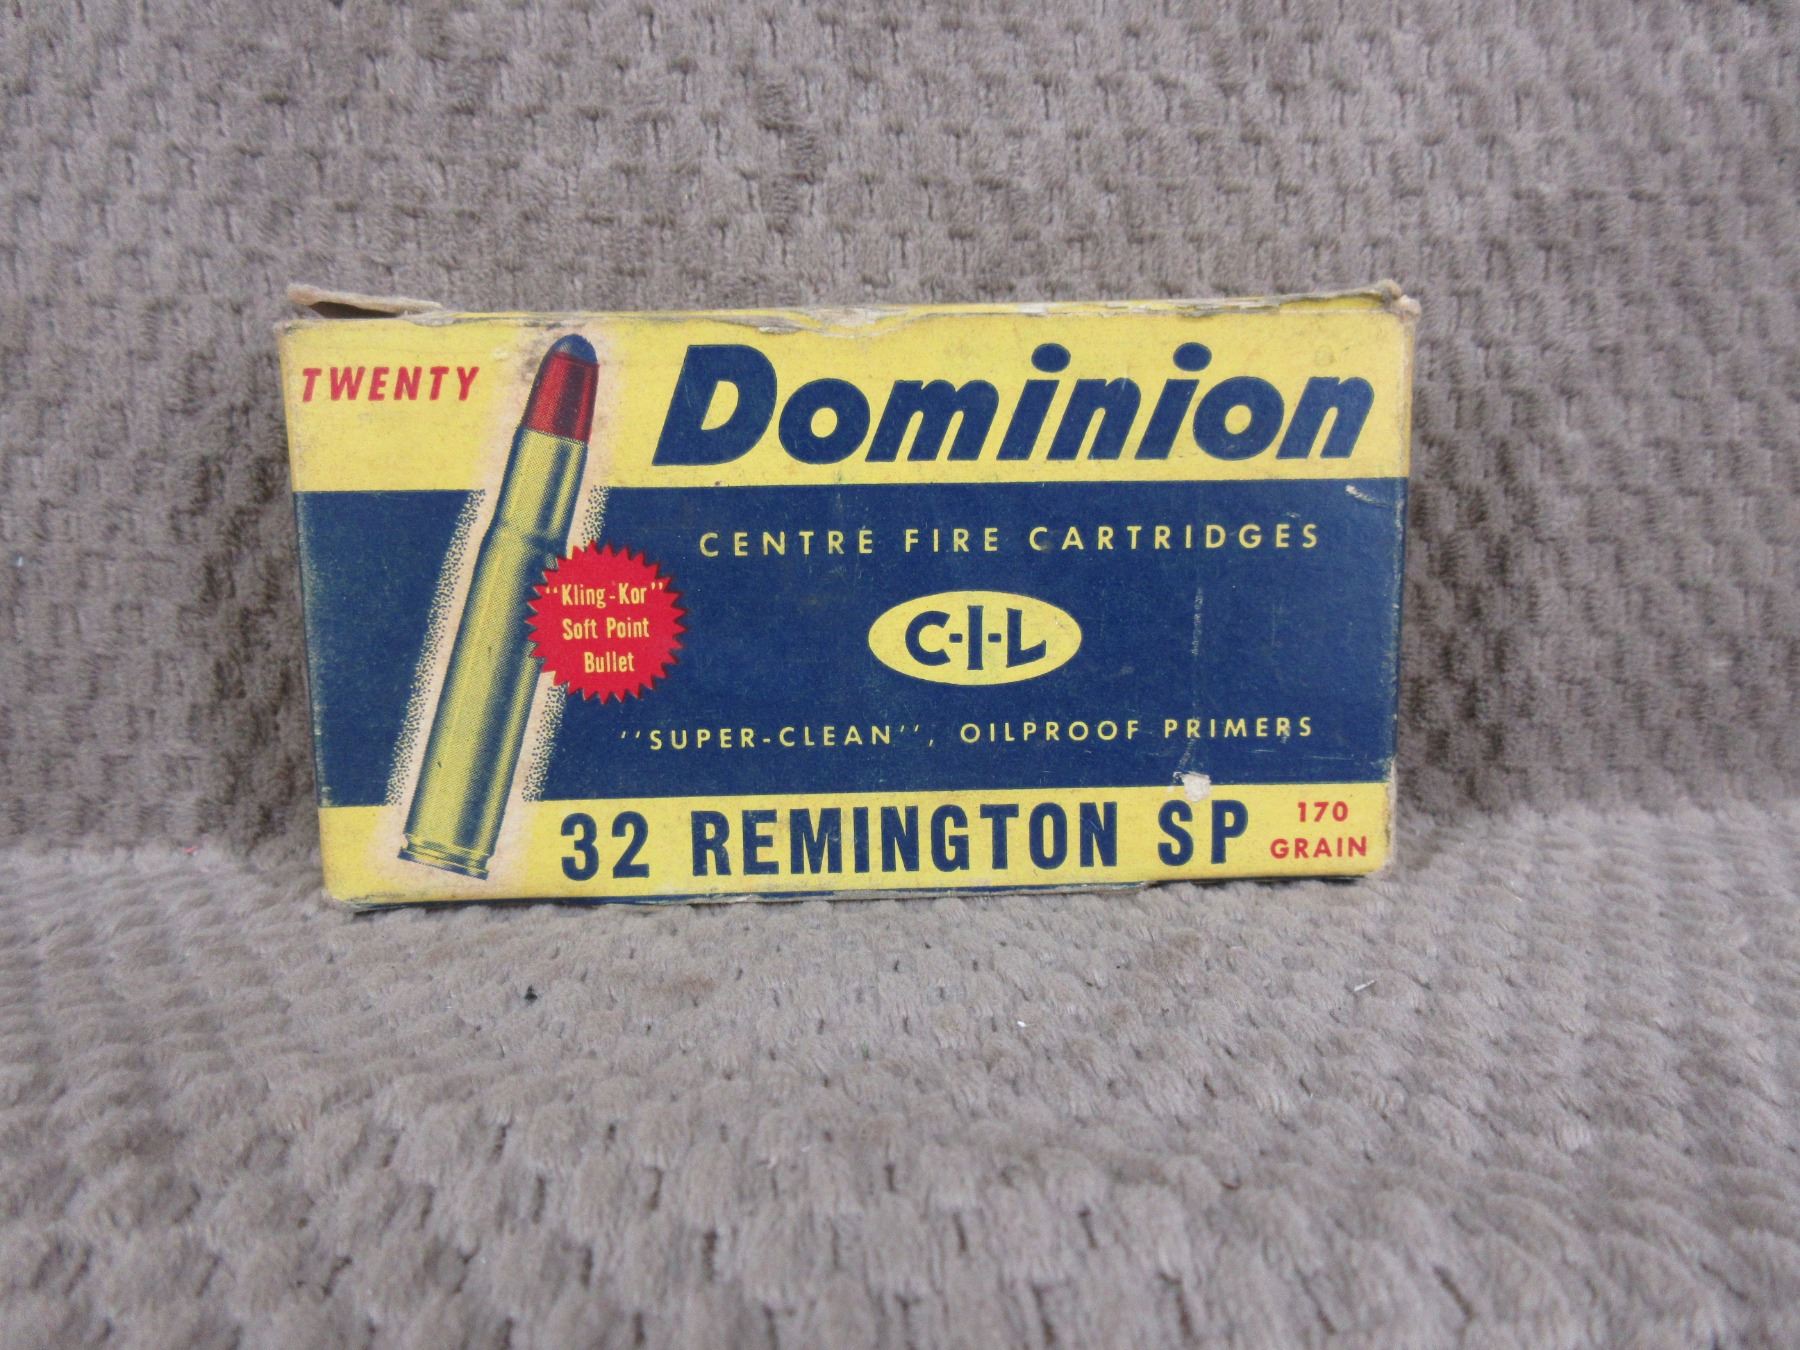 TWENTY
Dominion
CENTRE FIRE CARTRIDGES
"Kling-Kor"
Soft Point
Bullet
C-I-L
"SUPER-CLEAN", OILPROOF PRIMERS
32 REMINGTON SP
170
GRAIN